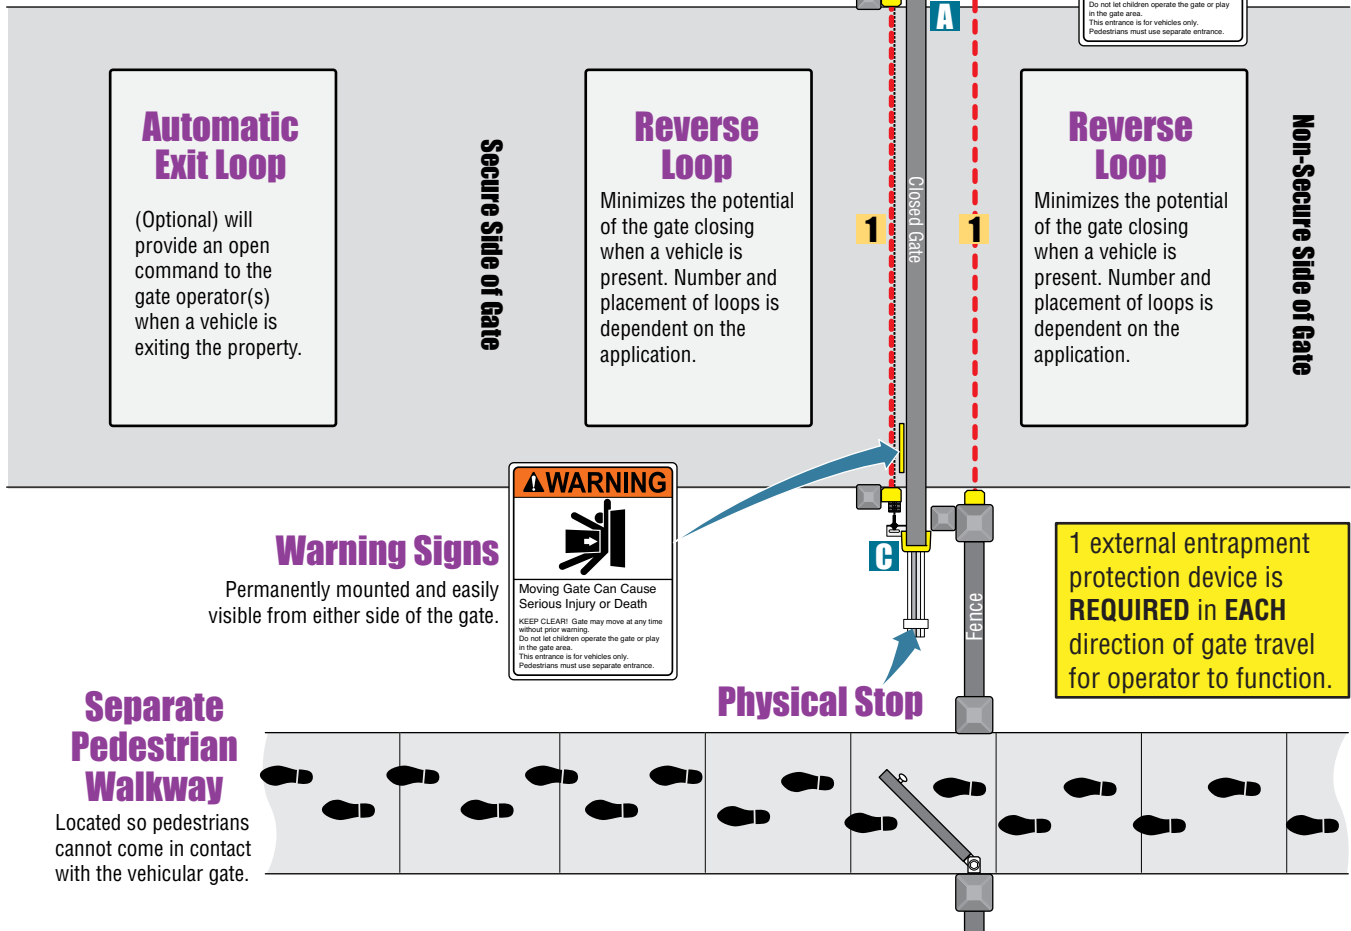 A
Do not let children operate the gate or play
in the gate area.
This entrance is for vehicles only.
Pedestrians must use separate entrance.
Automatic
Exit Loop
(Optional) will
provide an open
command to the
gate operator(s)
when a vehicle is
exiting the property.
Secure Side of Gate
Reverse
Loop
Minimizes the potential
of the gate closing
when a vehicle is
present. Number and
placement of loops is
dependent on the
application.
1
Closed Gate
1
Reverse
Loop
Minimizes the potential
of the gate closing
when a vehicle is
present. Number and
placement of loops is
dependent on the
application.
Non-Secure Side of Gate
Warning Signs
Permanently mounted and easily
visible from either side of the gate.
WARNING
Moving Gate Can Cause
Serious Injury or Death
KEEP CLEAR! Gate may move at any time
without prior warning.
Do not let children operate the gate or play
in the gate area.
This entrance is for vehicles only.
Pedestrians must use separate entrance.
C
Fence
1 external entrapment
protection device is
REQUIRED in EACH
direction of gate travel
for operator to function.
Physical Stop
Separate
Pedestrian
Walkway
Located so pedestrians
cannot come in contact
with the vehicular gate.